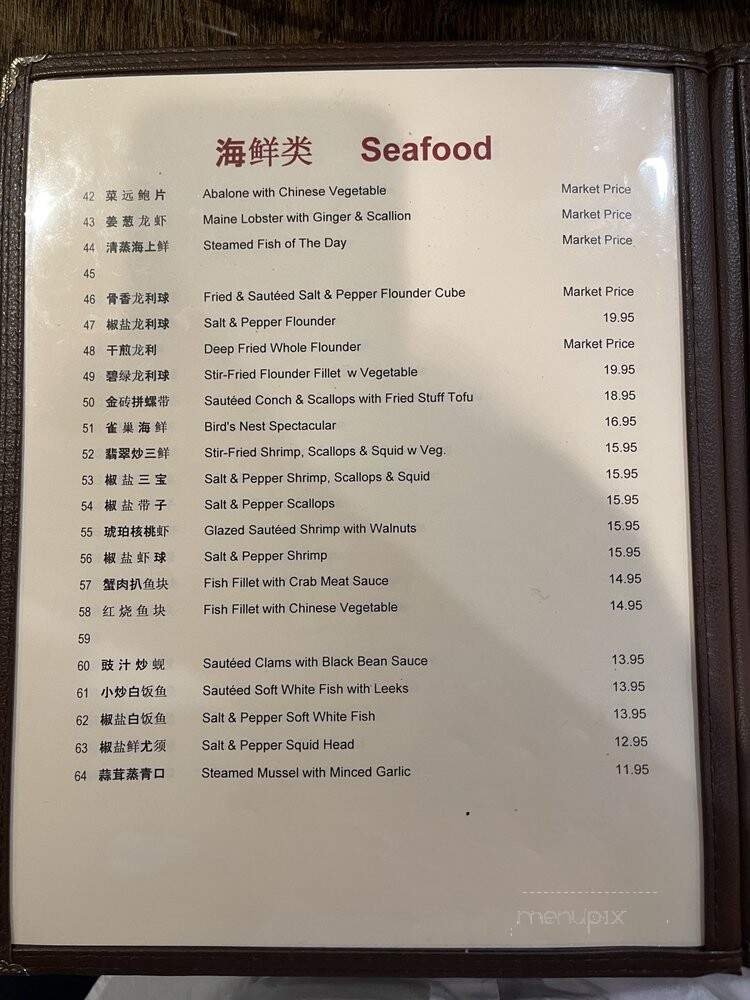 海鲜类 Seafood
42 菜远鲍片 Abalone with Chinese Vegetable Market Price
43 姜葱龙虾 Maine Lobster with Ginger & Scallion Market Price
44 清蒸海上鲜 Steamed Fish of The Day Market Price
45
46 骨香龙利球 Fried & Sautéed Salt & Pepper Flounder Cube Market Price
47 椒盐龙利球 Salt & Pepper Flounder 19.95
48 干煎龙利 Deep Fried Whole Flounder Market Price
49 碧绿龙利球 Stir-Fried Flounder Fillet w Vegetable 19.95
50 金砖拼螺带 Sautéed Conch & Scallops with Fried Stuff Tofu 18.95
51 雀巢海鲜 Bird's Nest Spectacular 16.95
52 翡翠炒三鲜 Stir-Fried Shrimp, Scallops & Squid w Veg. 15.95
53 椒盐三宝 Salt & Pepper Shrimp, Scallops & Squid 15.95
54 椒盐带子 Salt & Pepper Scallops 15.95
55 琥珀核桃虾 Glazed Sautéed Shrimp with Walnuts 15.95
56 椒盐虾球 Salt & Pepper Shrimp 15.95
57 蟹肉扒鱼块 Fish Fillet with Crab Meat Sauce 14.95
58 红烧鱼块 Fish Fillet with Chinese Vegetable 14.95
59
60 豉汁炒蚬 Sautéed Clams with Black Bean Sauce 13.95
61 小炒白饭鱼 Sautéed Soft White Fish with Leeks 13.95
62 椒盐白饭鱼 Salt & Pepper Soft White Fish 13.95
63 椒盐鲜尤须 Salt & Pepper Squid Head 12.95
64 蒜茸蒸青口 Steamed Mussel with Minced Garlic 11.95
menupix